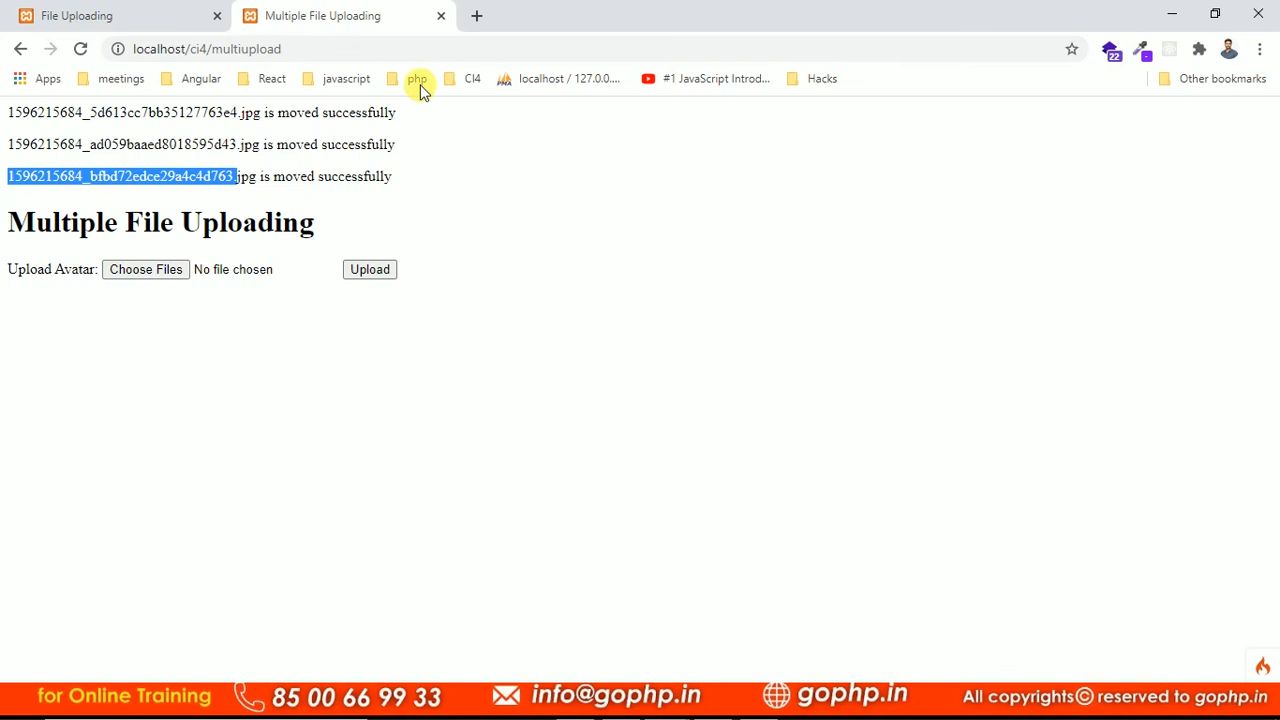 File Uploading
Multiple File Uploading
localhost/ci4/multiupload
Apps
meetings
Angular
React
javascript
php
CI4
PMA
localhost / 127.0.0....
#1 JavaScript Introd...
Hacks
Other bookmarks
22
1596215684_5d613cc7bb35127763e4.jpg is moved successfully
1596215684_ad059baaed8018595d43.jpg is moved successfully
1596215684_bfbd72edce29a4c4d763.jpg is moved successfully
Multiple File Uploading
Upload Avatar: Choose Files No file chosen Upload
for Online Training 85 00 66 99 33 info@gophp.in gophp.in All copyrights© reserved to gophp.in